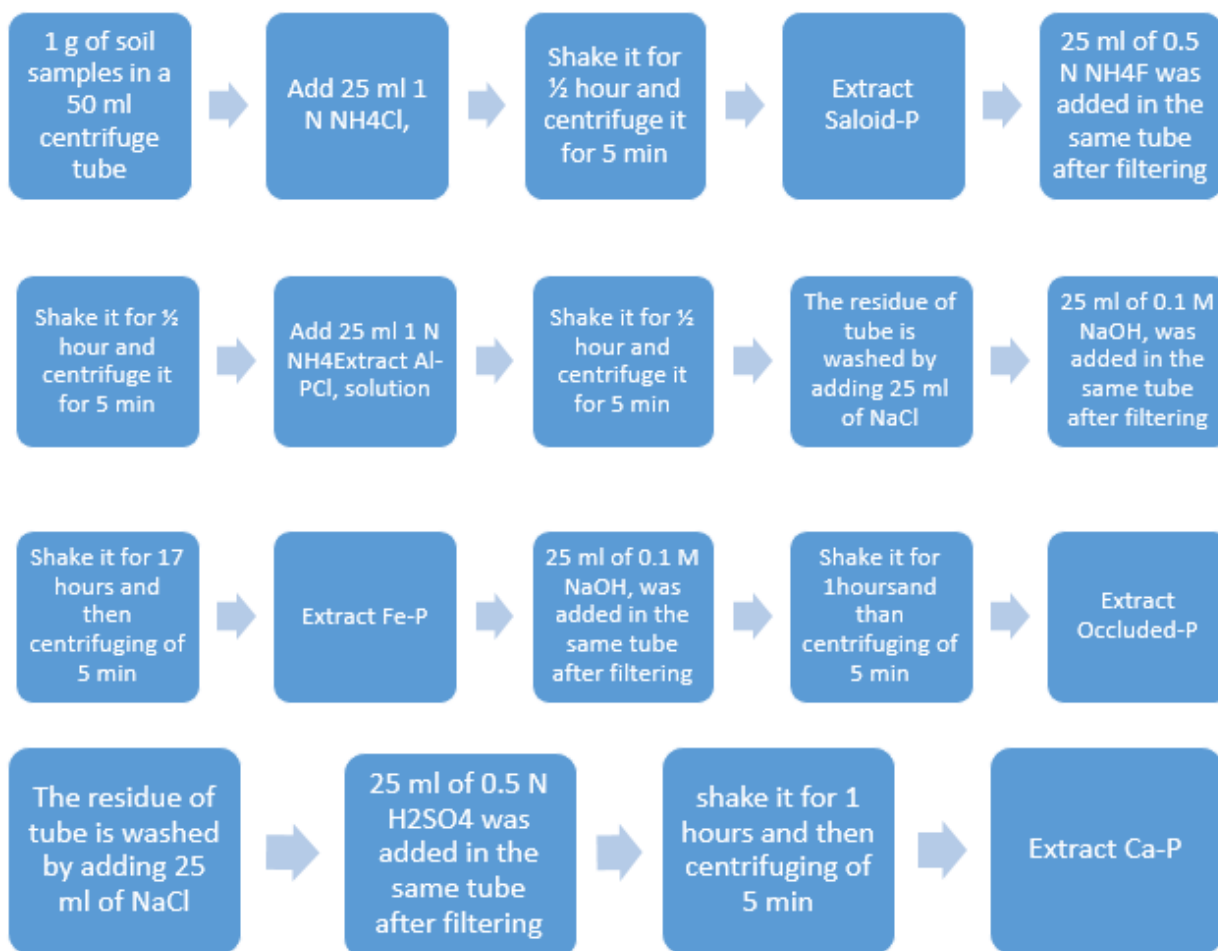 1 g of soil
samples in a
50 ml
centrifuge
tube
Add 25 ml 1
N NH4Cl,
Shake it for
½ hour and
centrifuge it
for 5 min
Extract
Saloid-P
25 ml of 0.5
N NH4F was
added in the
same tube
after filtering
Shake it for ½
hour and
centrifuge it
for 5 min
Add 25 ml 1 N
NH4Extract Al-
PCl, solution
Shake it for ½
hour and
centrifuge it
for 5 min
The residue of
tube is
washed by
adding 25 ml
of NaCl
25 ml of 0.1 M
NaOH, was
added in the
same tube
after filtering
Shake it for 17
hours and
then
centrifuging of
5 min
Extract Fe-P
25 ml of 0.1 M
NaOH, was
added in the
same tube
after filtering
Shake it for
1hoursand
than
centrifuging of
5 min
Extract
Occluded-P
The residue of
tube is washed
by adding 25
ml of NaCl
25 ml of 0.5 N
H2SO4 was
added in the
same tube
after filtering
shake it for 1
hours and then
centrifuging of
5 min
Extract Ca-P